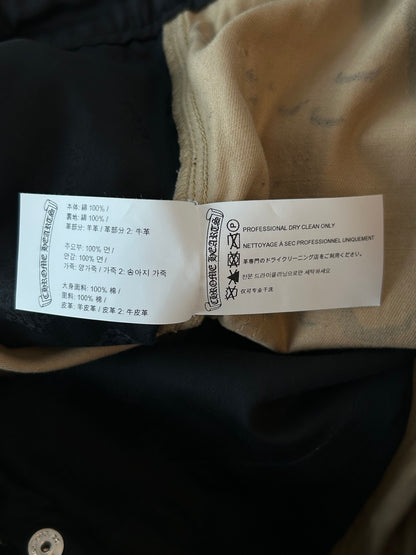 CHROME HEARTS
本体: 綿 100% /
裏地: 綿 100% /
革部分: 羊革 / 革部分 2: 牛革
주요부: 100% 면 /
안감: 100% 면 /
가죽: 양가죽 / 가죽 2: 송아지 가죽
大身面料: 100% 棉 /
里料: 100% 棉 /
皮革: 羊皮革 / 皮革 2: 牛皮革
CHROME HEARTS
P
PROFESSIONAL DRY CLEAN ONLY
NETTOYAGE À SEC PROFESSIONNEL UNIQUEMENT
革専門のドライクリーニング店をご利用ください。
전문 드라이클리닝으로만 세탁하세요
仅可专业干洗